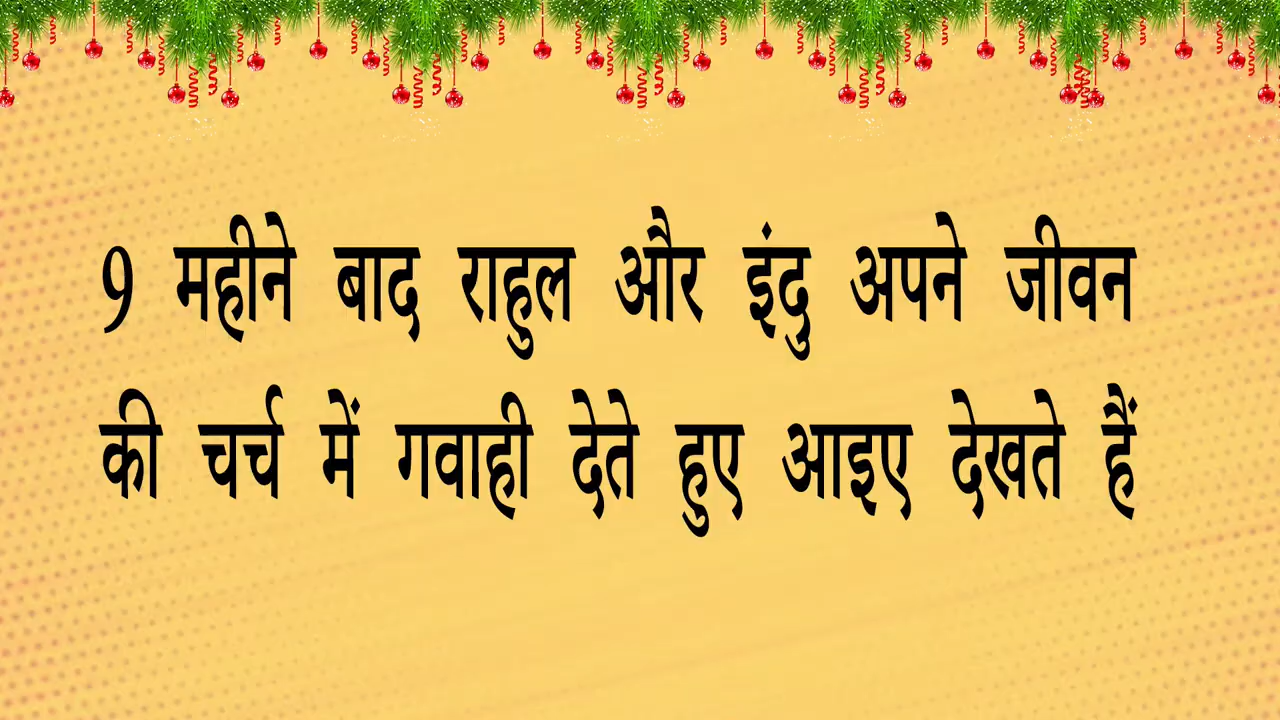 9 महीने बाद राहुल और इंदु अपने जीवन
की चर्च में गवाही देते हुए आइए देखते हैं